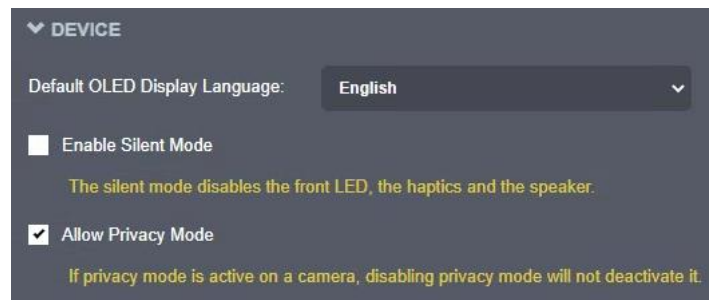 DEVICE
Default OLED Display Language: English
Enable Silent Mode
The silent mode disables the front LED, the haptics and the speaker.
Allow Privacy Mode
If privacy mode is active on a camera, disabling privacy mode will not deactivate it.